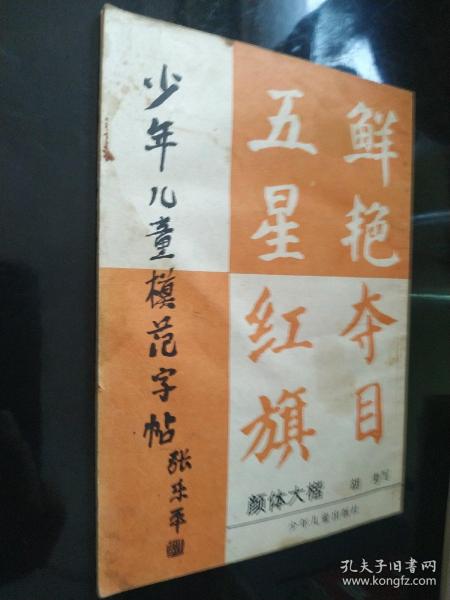 少年儿童模范字帖
张乐平
鲜艳夺目
五星红旗
颜体大楷
书写
少年儿童出版社
孔夫子旧书网
www.kongfz.com